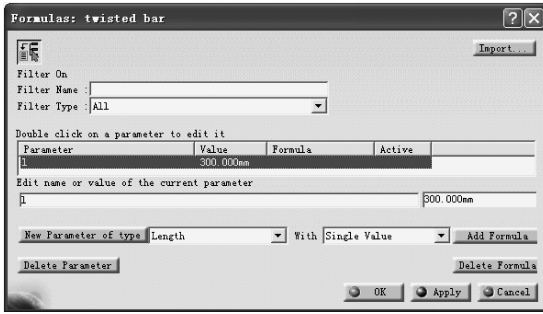 Formulas: twisted bar
Import...
Filter On
Filter Name :
Filter Type : All
Double click on a parameter to edit it
Parameter Value Formula Active
l 300.000mm
Edit name or value of the current parameter
l 300.000mm
New Parameter of type Length With Single Value Add Formula
Delete Parameter Delete Formula
OK Apply Cancel